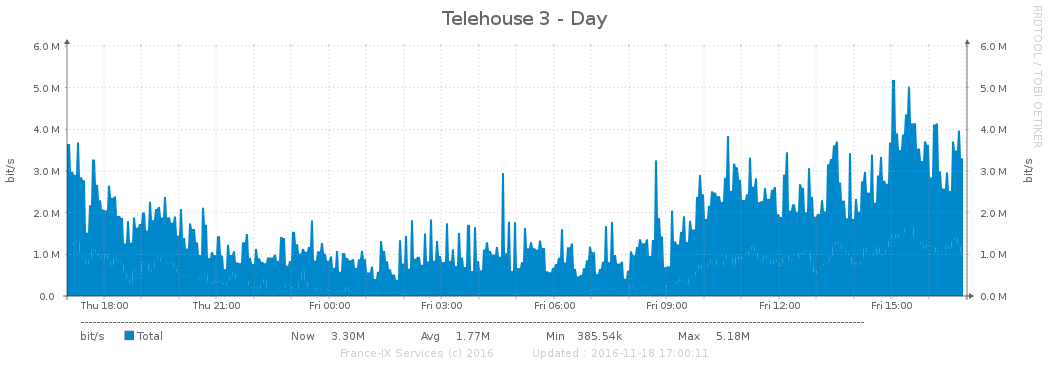 Telehouse 3 - Day
RRDTOOL / TOBI OETIKER
bit/s
6.0 M 6.0 M
5.0 M 5.0 M
4.0 M 4.0 M
3.0 M 3.0 M
2.0 M 2.0 M
1.0 M 1.0 M
0.0 0.0 M
bit/s
Thu 18:00 Thu 21:00 Fri 00:00 Fri 03:00 Fri 06:00 Fri 09:00 Fri 12:00 Fri 15:00
bit/s Total Now 3.30M Avg 1.77M Min 385.54k Max 5.18M
France-IX Services (c) 2016 Updated : 2016-11-18 17:00:11